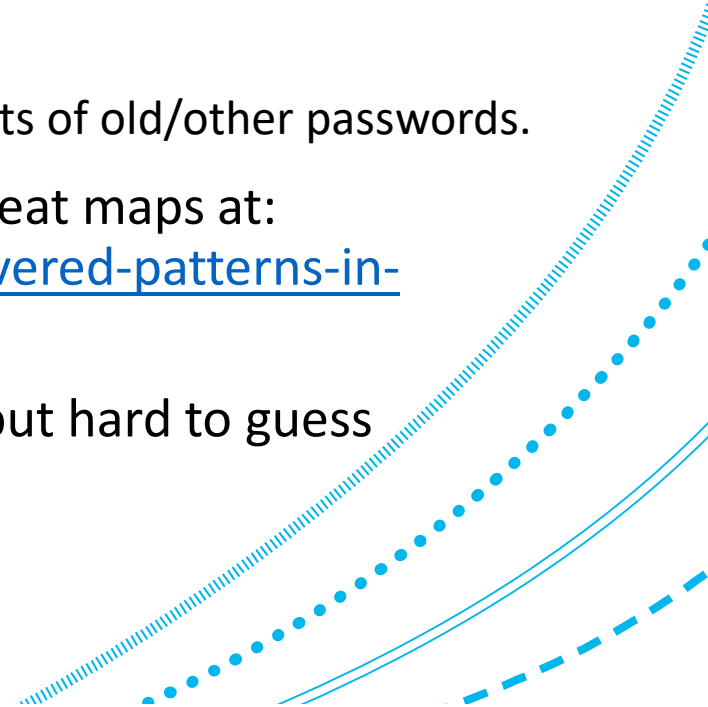 ts of old/other passwords.
eat maps at:
vered-patterns-in-
out hard to guess